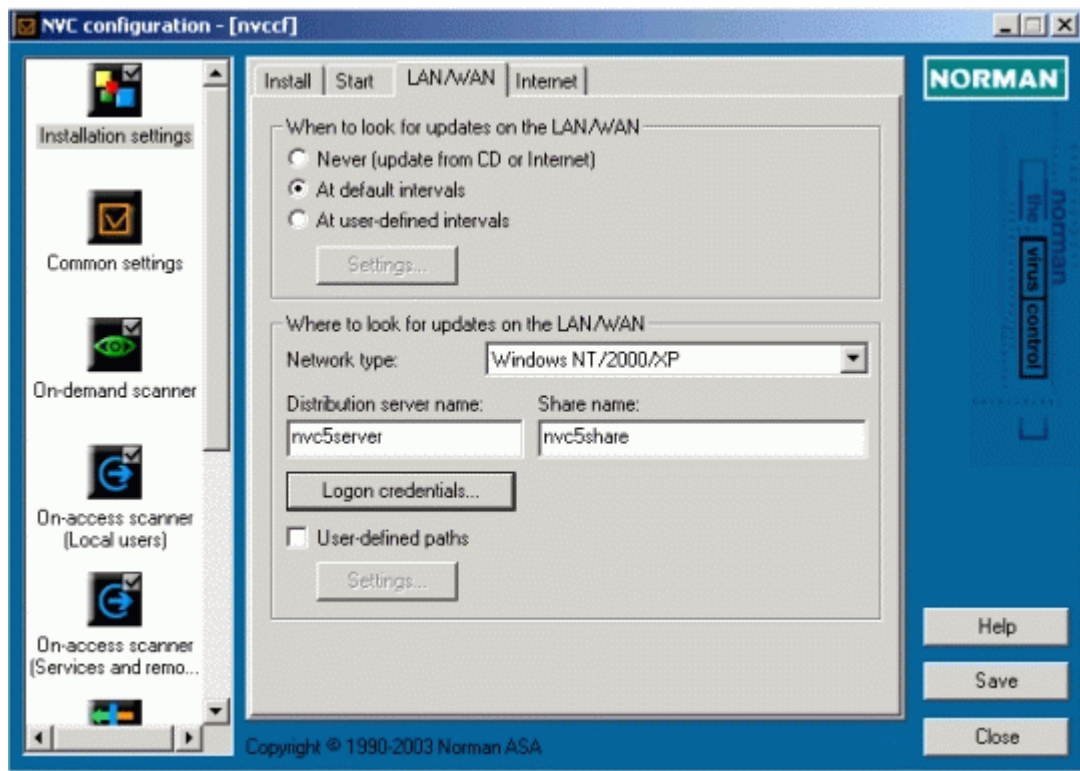 NVC configuration - [nvccf]
Installation settings
Common settings
On-demand scanner
On-access scanner
(Local users)
On-access scanner
(Services and remo...
Install Start LAN/WAN Internet
When to look for updates on the LAN/WAN
Never (update from CD or Internet)
At default intervals
At user-defined intervals
Settings...
Where to look for updates on the LAN/WAN
Network type: Windows NT/2000/XP
Distribution server name: Share name:
nvc5server nvc5share
Logon credentials...
User-defined paths
Settings...
Copyright © 1990-2003 Norman ASA
NORMAN
norman
the virus control
Help
Save
Close